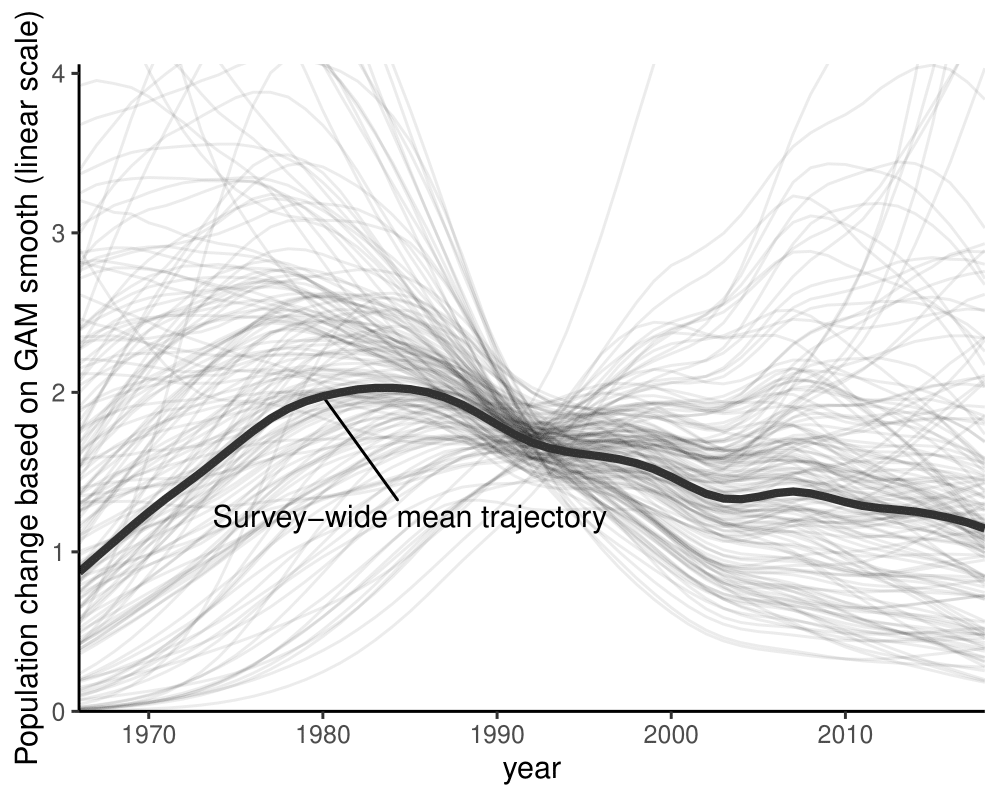 Population change based on GAM smooth (linear scale)
4
3
2
1
0
Survey−wide mean trajectory
1970 1980 1990 2000 2010
year